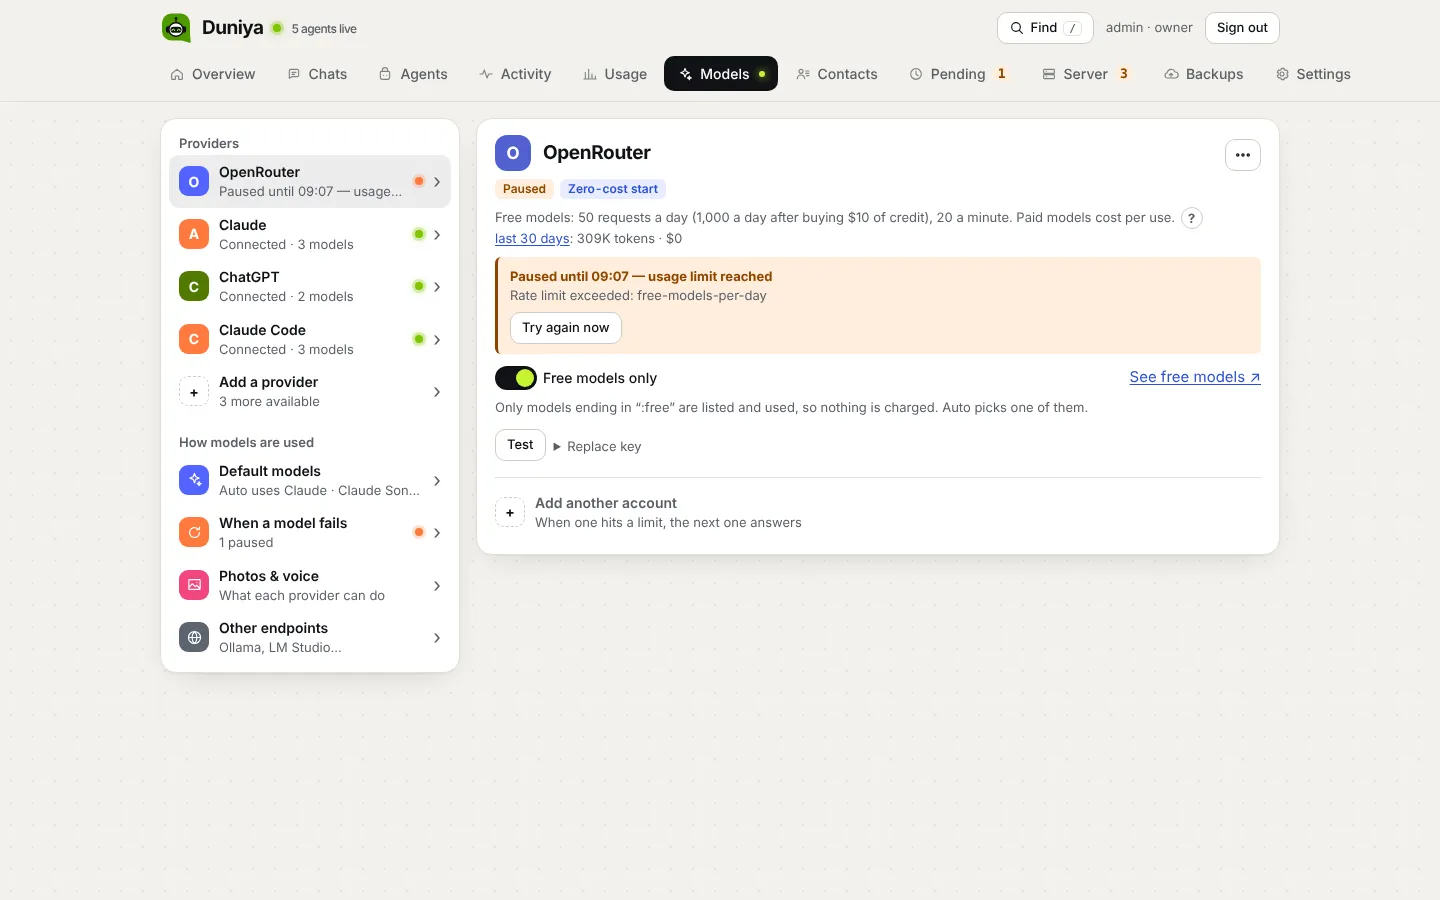 Duniya
5 agents live
Find /
admin · owner
Sign out
Overview
Chats
Agents
Activity
Usage
Models
Contacts
Pending 1
Server 3
Backups
Settings
Providers
O
OpenRouter
Paused until 09:07 — usage...
A
Claude
Connected · 3 models
C
ChatGPT
Connected · 2 models
C
Claude Code
Connected · 3 models
+
Add a provider
3 more available
How models are used
Default models
Auto uses Claude · Claude Son...
When a model fails
1 paused
Photos & voice
What each provider can do
Other endpoints
Ollama, LM Studio...
O
OpenRouter
Paused
Zero-cost start
Free models: 50 requests a day (1,000 a day after buying $10 of credit), 20 a minute. Paid models cost per use. ?
last 30 days: 309K tokens · $0
Paused until 09:07 — usage limit reached
Rate limit exceeded: free-models-per-day
Try again now
Free models only
See free models ↗
Only models ending in “:free” are listed and used, so nothing is charged. Auto picks one of them.
Test
▶ Replace key
+
Add another account
When one hits a limit, the next one answers